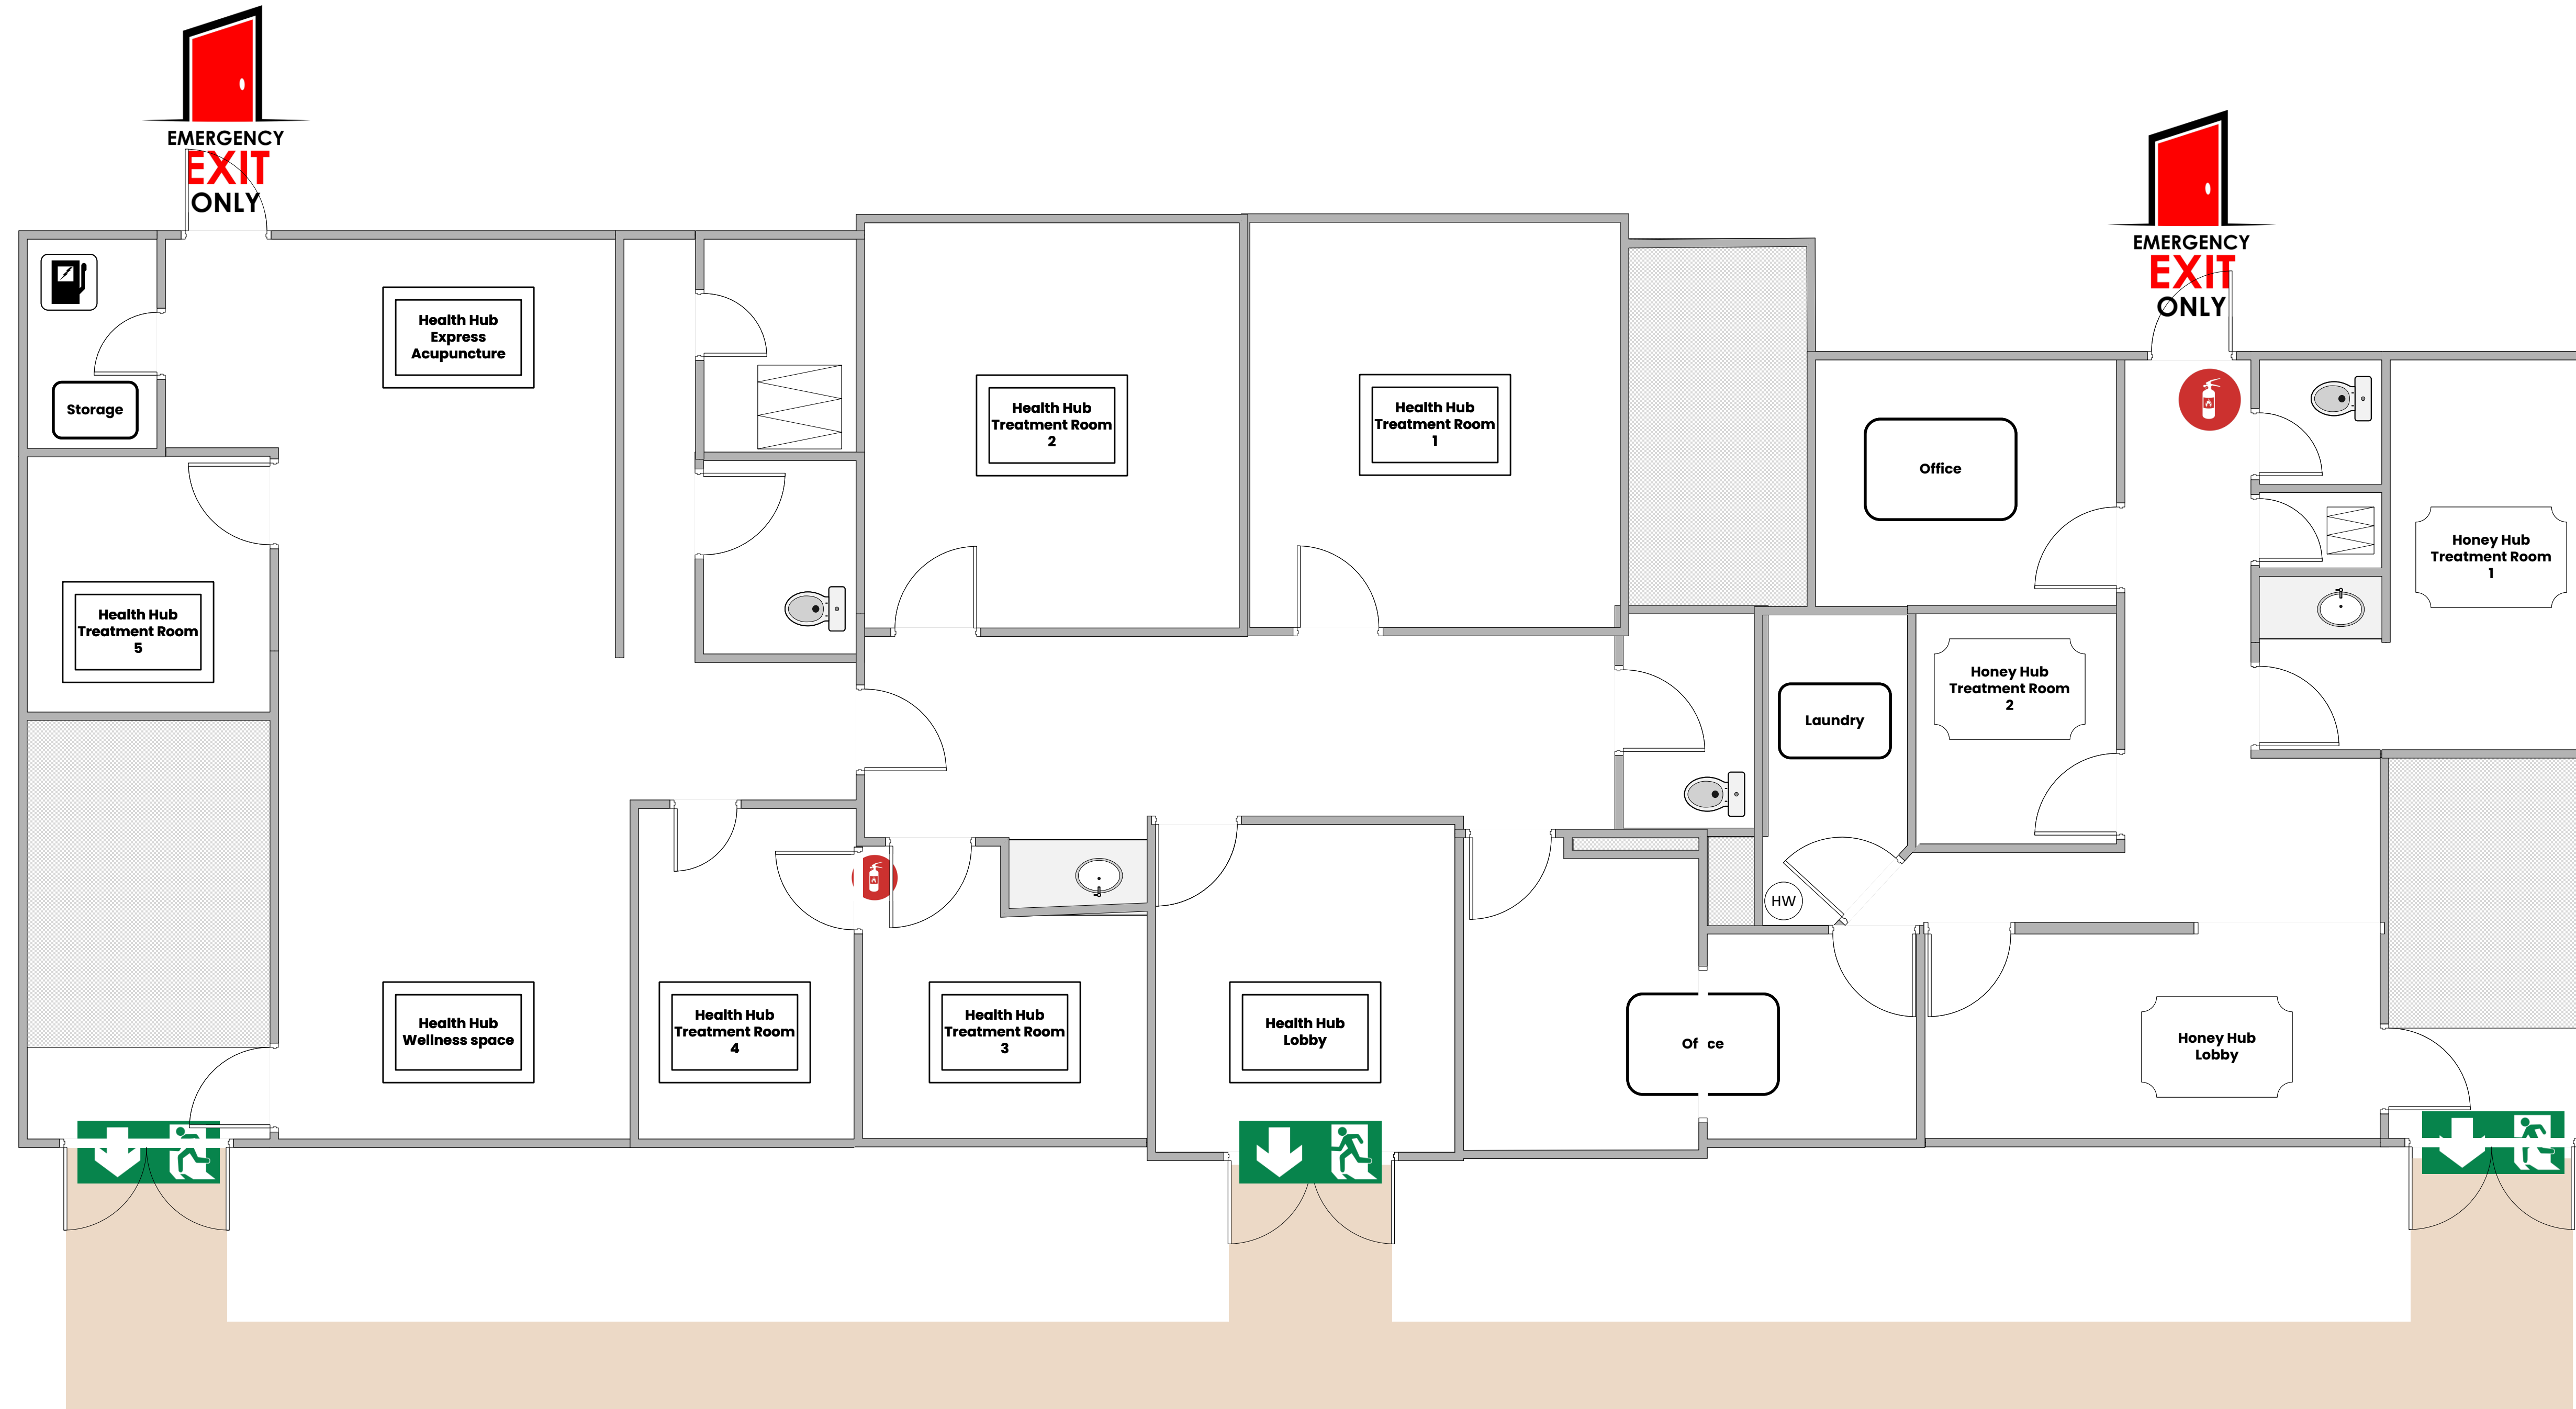 EMERGENCY
EXIT
ONLY
EMERGENCY
EXIT
ONLY
Health Hub
Express
Acupuncture
Storage
Health Hub
Treatment Room
2
Health Hub
Treatment Room
1
Office
Honey Hub
Treatment Room
1
Health Hub
Treatment Room
5
Honey Hub
Treatment Room
2
Laundry
HW
Health Hub
Wellness space
Health Hub
Treatment Room
4
Health Hub
Treatment Room
3
Health Hub
Lobby
Of ce
Honey Hub
Lobby